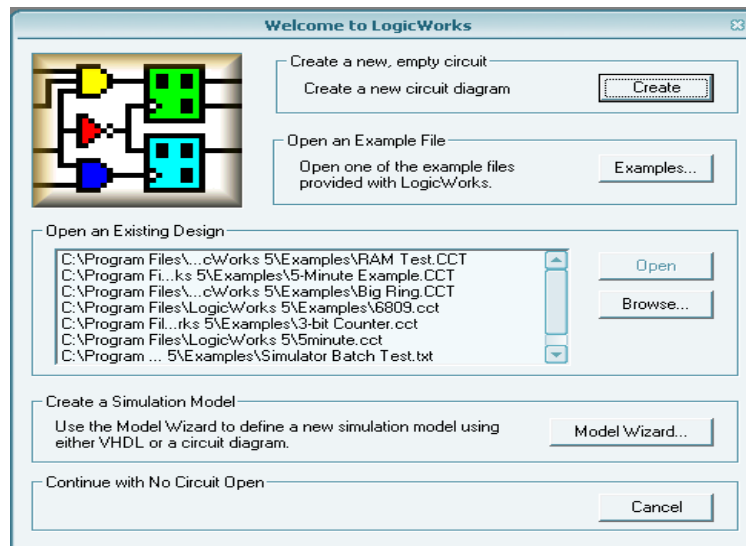 Welcome to LogicWorks
Create a new, empty circuit
Create a new circuit diagram
Create
Open an Example File
Open one of the example files
provided with LogicWorks.
Examples...
Open an Existing Design
C:\Program Files\...cWorks 5\Examples\RAM Test.CCT
C:\Program Fi...ks 5\Examples\5-Minute Example.CCT
C:\Program Files\...cWorks 5\Examples\Big Ring.CCT
C:\Program Files\LogicWorks 5\Examples\6809.cct
C:\Program Fil...rks 5\Examples\3-bit Counter.cct
C:\Program Files\LogicWorks 5\5minute.cct
C:\Program ... 5\Examples\Simulator Batch Test.txt
Open
Browse...
Create a Simulation Model
Use the Model Wizard to define a new simulation model using
either VHDL or a circuit diagram.
Model Wizard...
Continue with No Circuit Open
Cancel